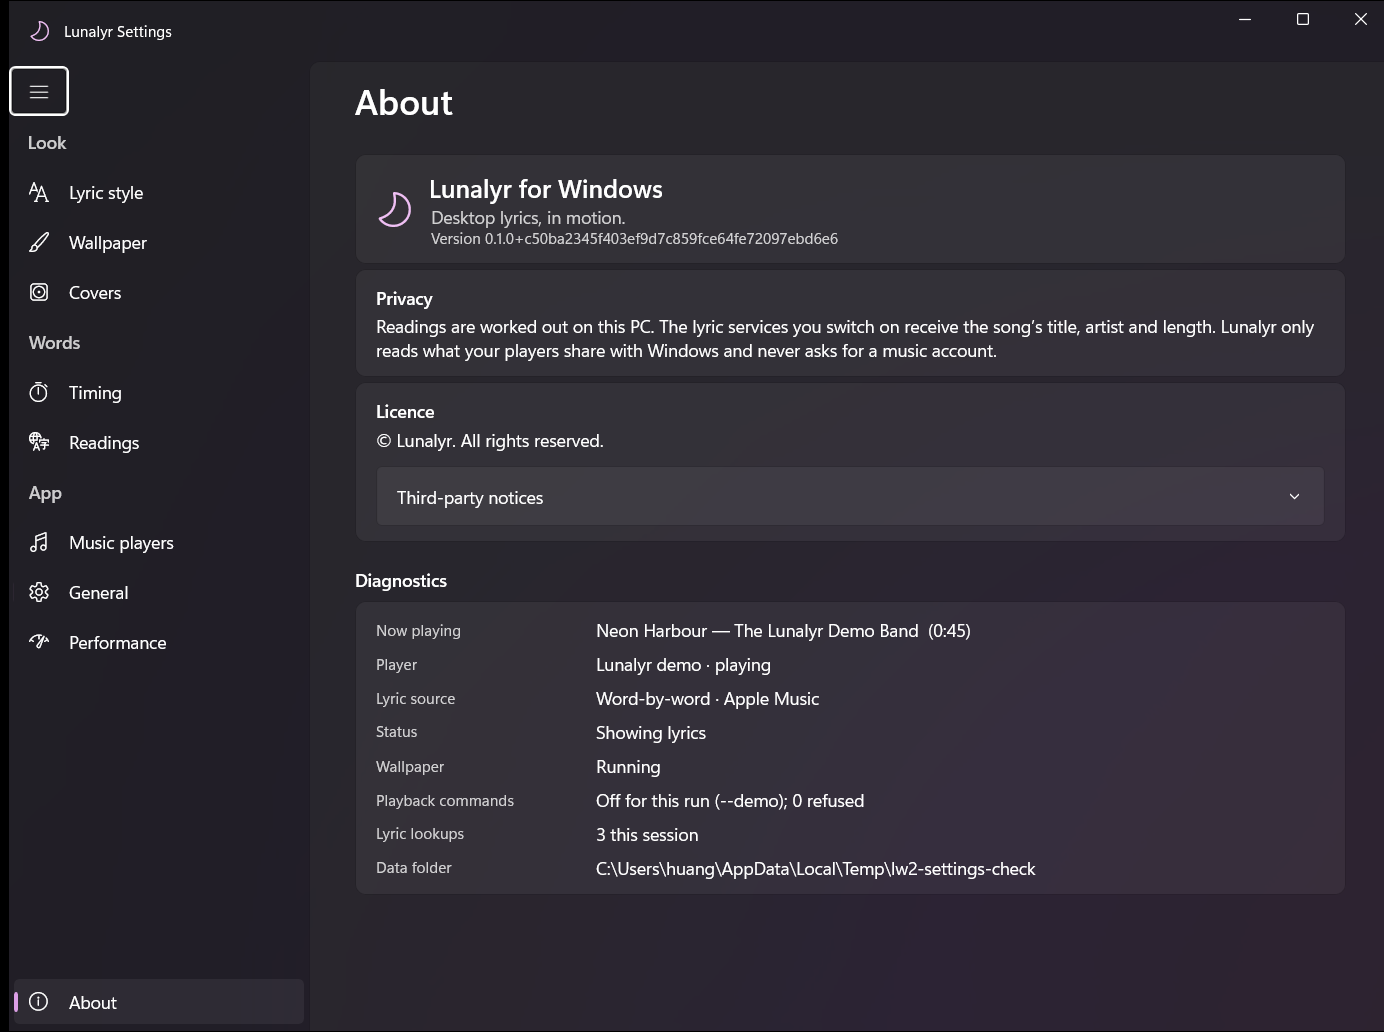 Lunalyr Settings
Look
Lyric style
Wallpaper
Covers
Words
Timing
Readings
App
Music players
General
Performance
About
About
Lunalyr for Windows
Desktop lyrics, in motion.
Version 0.1.0+c50ba2345f403ef9d7c859fce64fe72097ebd6e6
Privacy
Readings are worked out on this PC. The lyric services you switch on receive the song’s title, artist and length. Lunalyr only
reads what your players share with Windows and never asks for a music account.
Licence
© Lunalyr. All rights reserved.
Third-party notices
Diagnostics
Now playing Neon Harbour — The Lunalyr Demo Band (0:45)
Player Lunalyr demo · playing
Lyric source Word-by-word · Apple Music
Status Showing lyrics
Wallpaper Running
Playback commands Off for this run (--demo); 0 refused
Lyric lookups 3 this session
Data folder C:\Users\huang\AppData\Local\Temp\lw2-settings-check